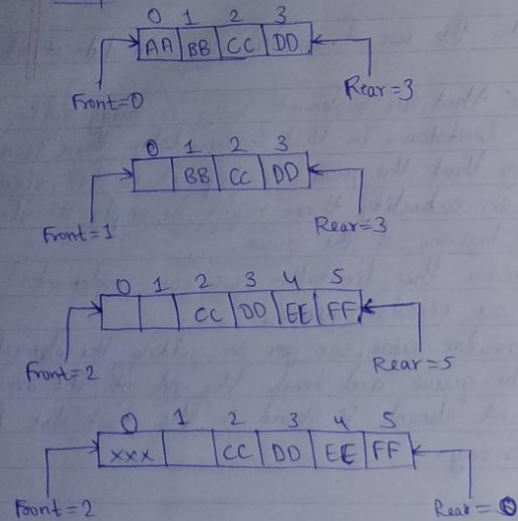 0 1 2 3
AA BB CC DD
Front=0 Rear=3
0 1 2 3
BB CC DD
Front=1 Rear=3
0 1 2 3 4 5
CC DD EE FF
Front=2 Rear=5
0 1 2 3 4 5
xxx CC DD EE FF
Front=2 Rear=0